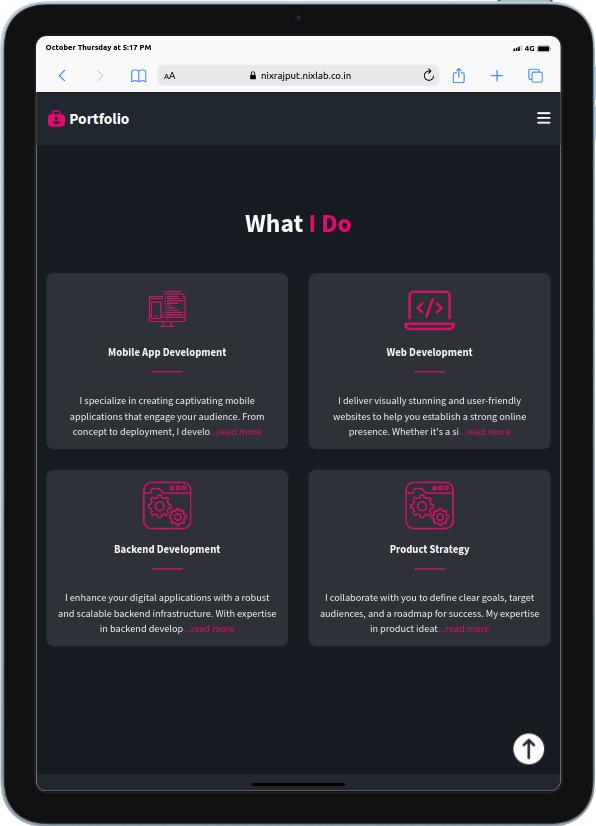 October Thursday at 5:17 PM
4G
AA
nixrajput.nixlab.co.in
Portfolio
What I Do
Mobile App Development
I specialize in creating captivating mobile
applications that engage your audience. From
concept to deployment, I develo...read more
Web Development
I deliver visually stunning and user-friendly
websites to help you establish a strong online
presence. Whether it's a si...read more
Backend Development
I enhance your digital applications with a robust
and scalable backend infrastructure. With expertise
in backend develop...read more
Product Strategy
I collaborate with you to define clear goals, target
audiences, and a roadmap for success. My expertise
in product ideat...read more